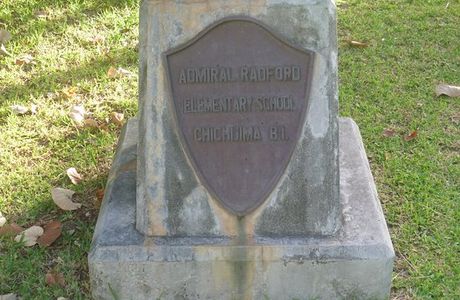 ADMIRAL RADFORD
ELEMENTARY SCHOOL
CHICHIJIMA B.I.